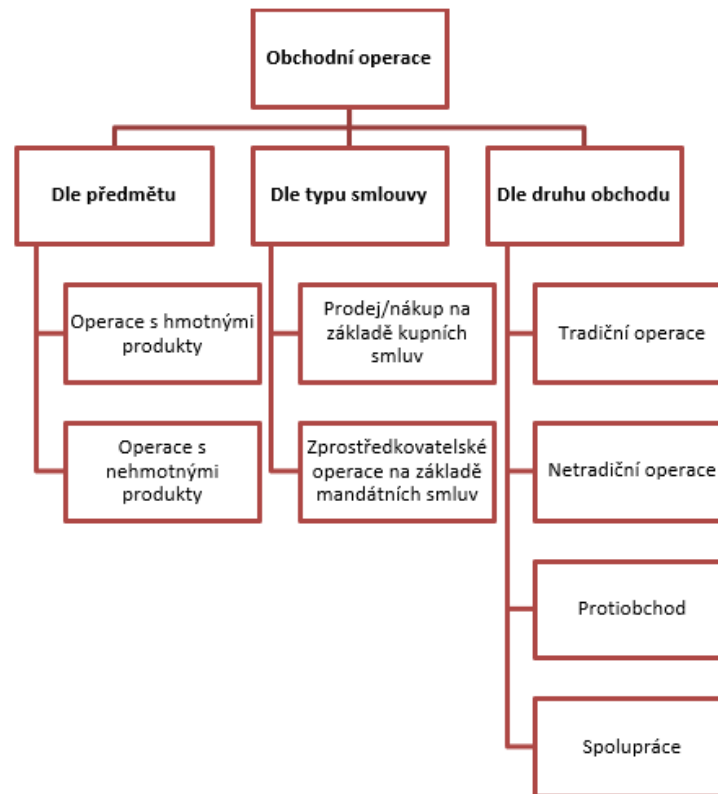 Obchodní operace
Dle předmětu
Operace s hmotnými
produkty
Operace s
nehmotnými
produkty
Dle typu smlouvy
Prodej/nákup na
základě kupních
smluv
Zprostředkovatelské
operace na základě
mandátních smluv
Dle druhu obchodu
Tradiční operace
Netradiční operace
Protiobchod
Spolupráce